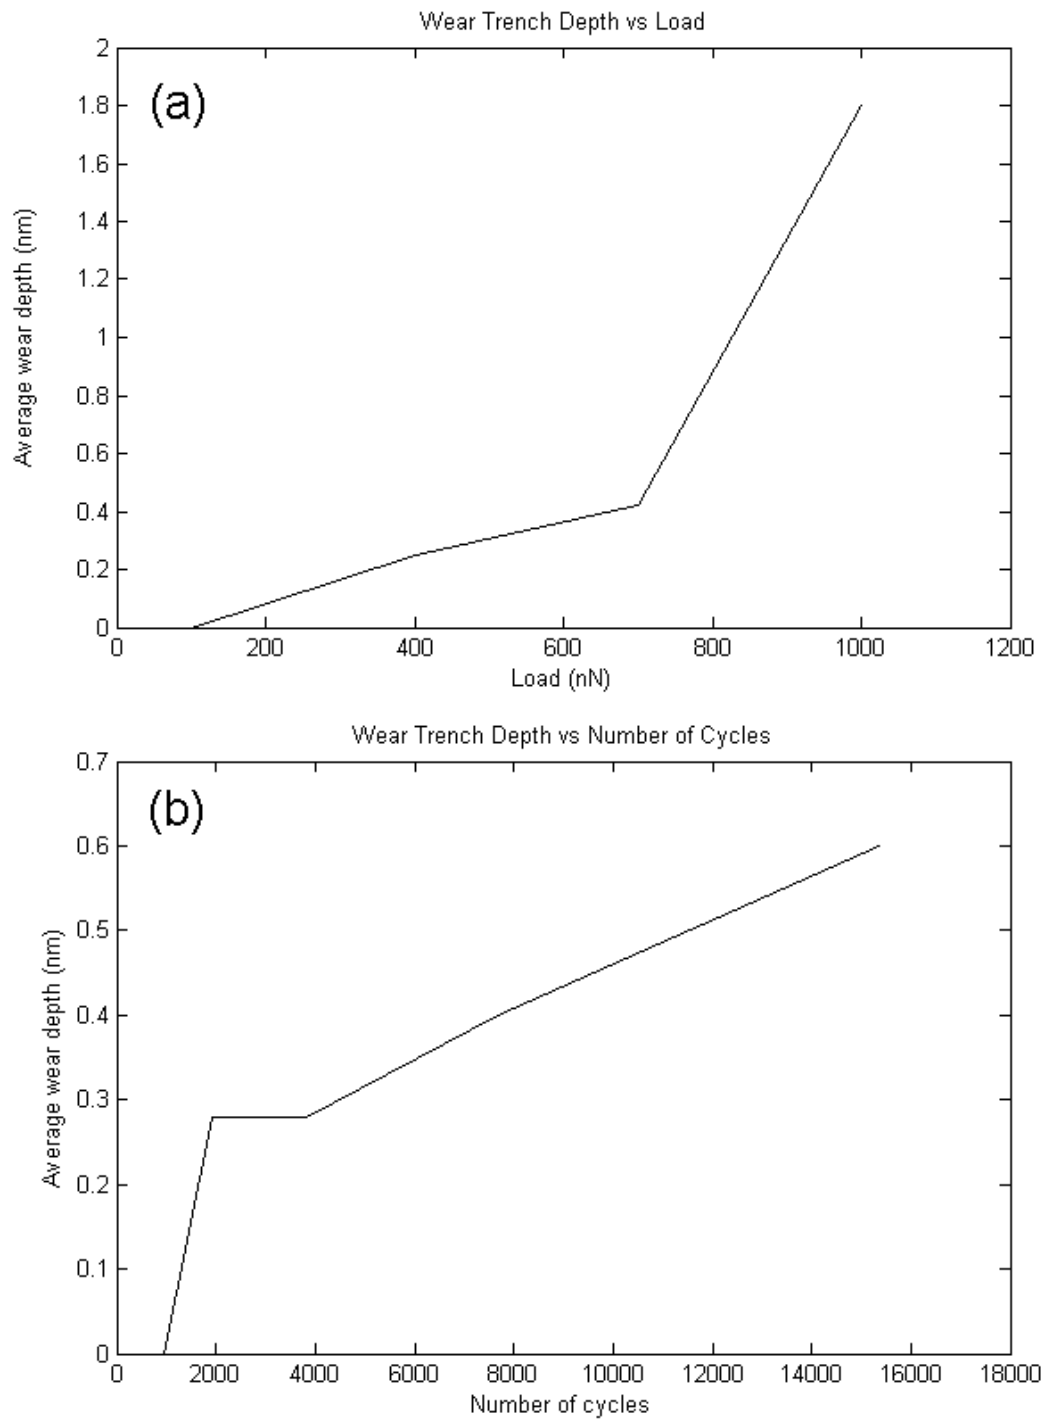 Wear Trench Depth vs Load
(a)
Average wear depth (nm)
2
1.8
1.6
1.4
1.2
1
0.8
0.6
0.4
0.2
0
0 200 400 600 800 1000 1200
Load (nN)
Wear Trench Depth vs Number of Cycles
(b)
Average wear depth (nm)
0.7
0.6
0.5
0.4
0.3
0.2
0.1
0
0 2000 4000 6000 8000 10000 12000 14000 16000 18000
Number of cycles